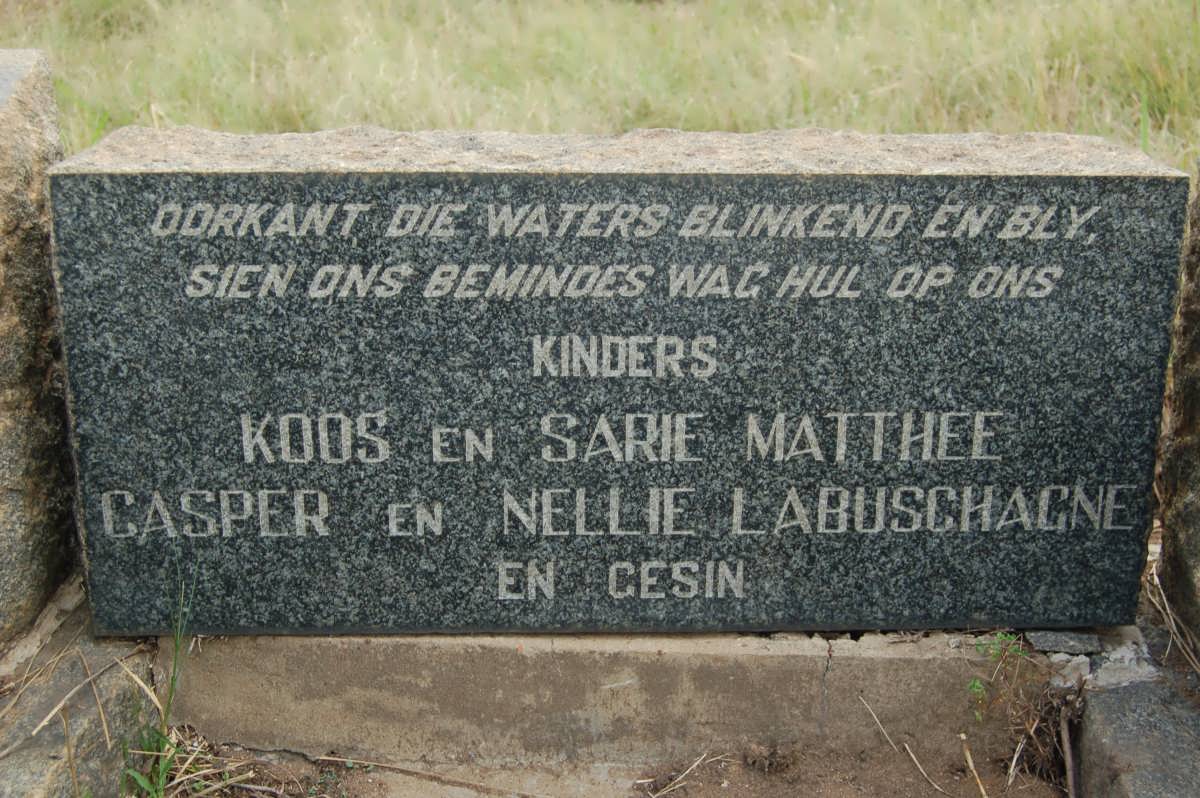 OORKANT DIE WATERS BLINKEND EN BLY,
SIEN ONS BEMINDES WAG HUL OP ONS
KINDERS
KOOS EN SARIE MATTHEE
CASPER EN NELLIE LABUSCHAGNE
EN GESIN